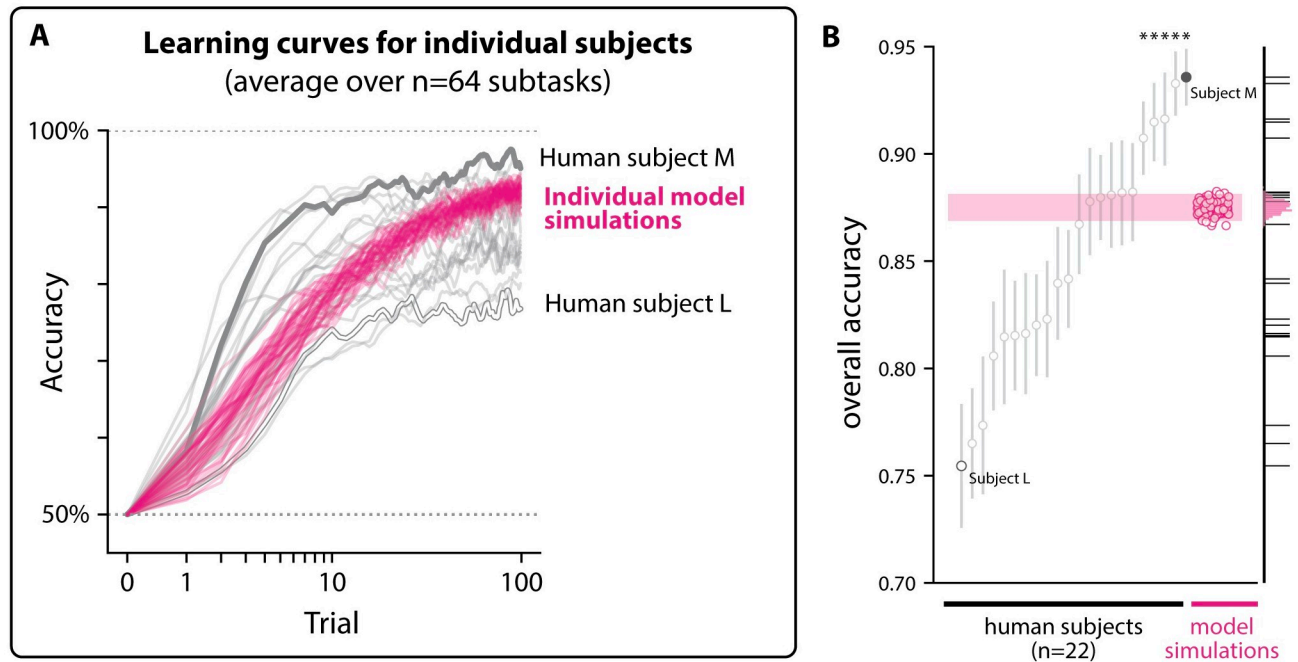 A
Learning curves for individual subjects
(average over n=64 subtasks)
100%
50%
Accuracy
Human subject M
Individual model
simulations
Human subject L
0
1
10
100
Trial
B
0.95
0.90
0.85
0.80
0.75
0.70
overall accuracy
*****
Subject M
Subject L
human subjects
(n=22)
model
simulations